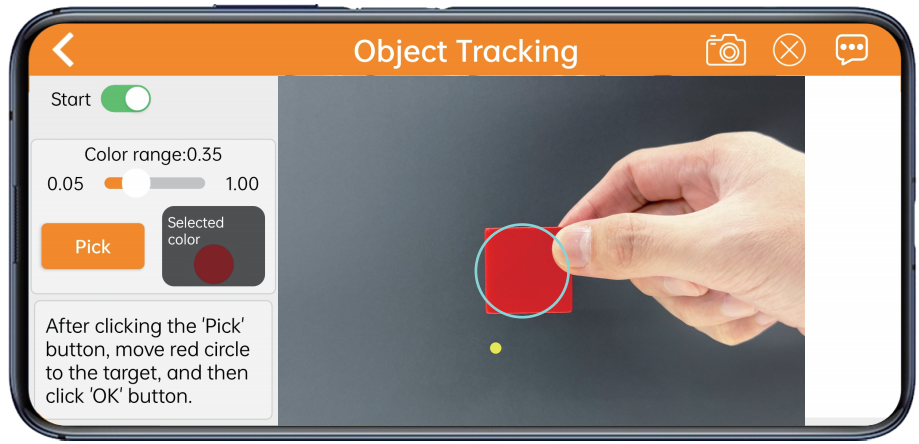 Object Tracking
Start
Color range:0.35
0.05 1.00
Pick
Selected
color
After clicking the 'Pick'
button, move red circle
to the target, and then
click 'OK' button.